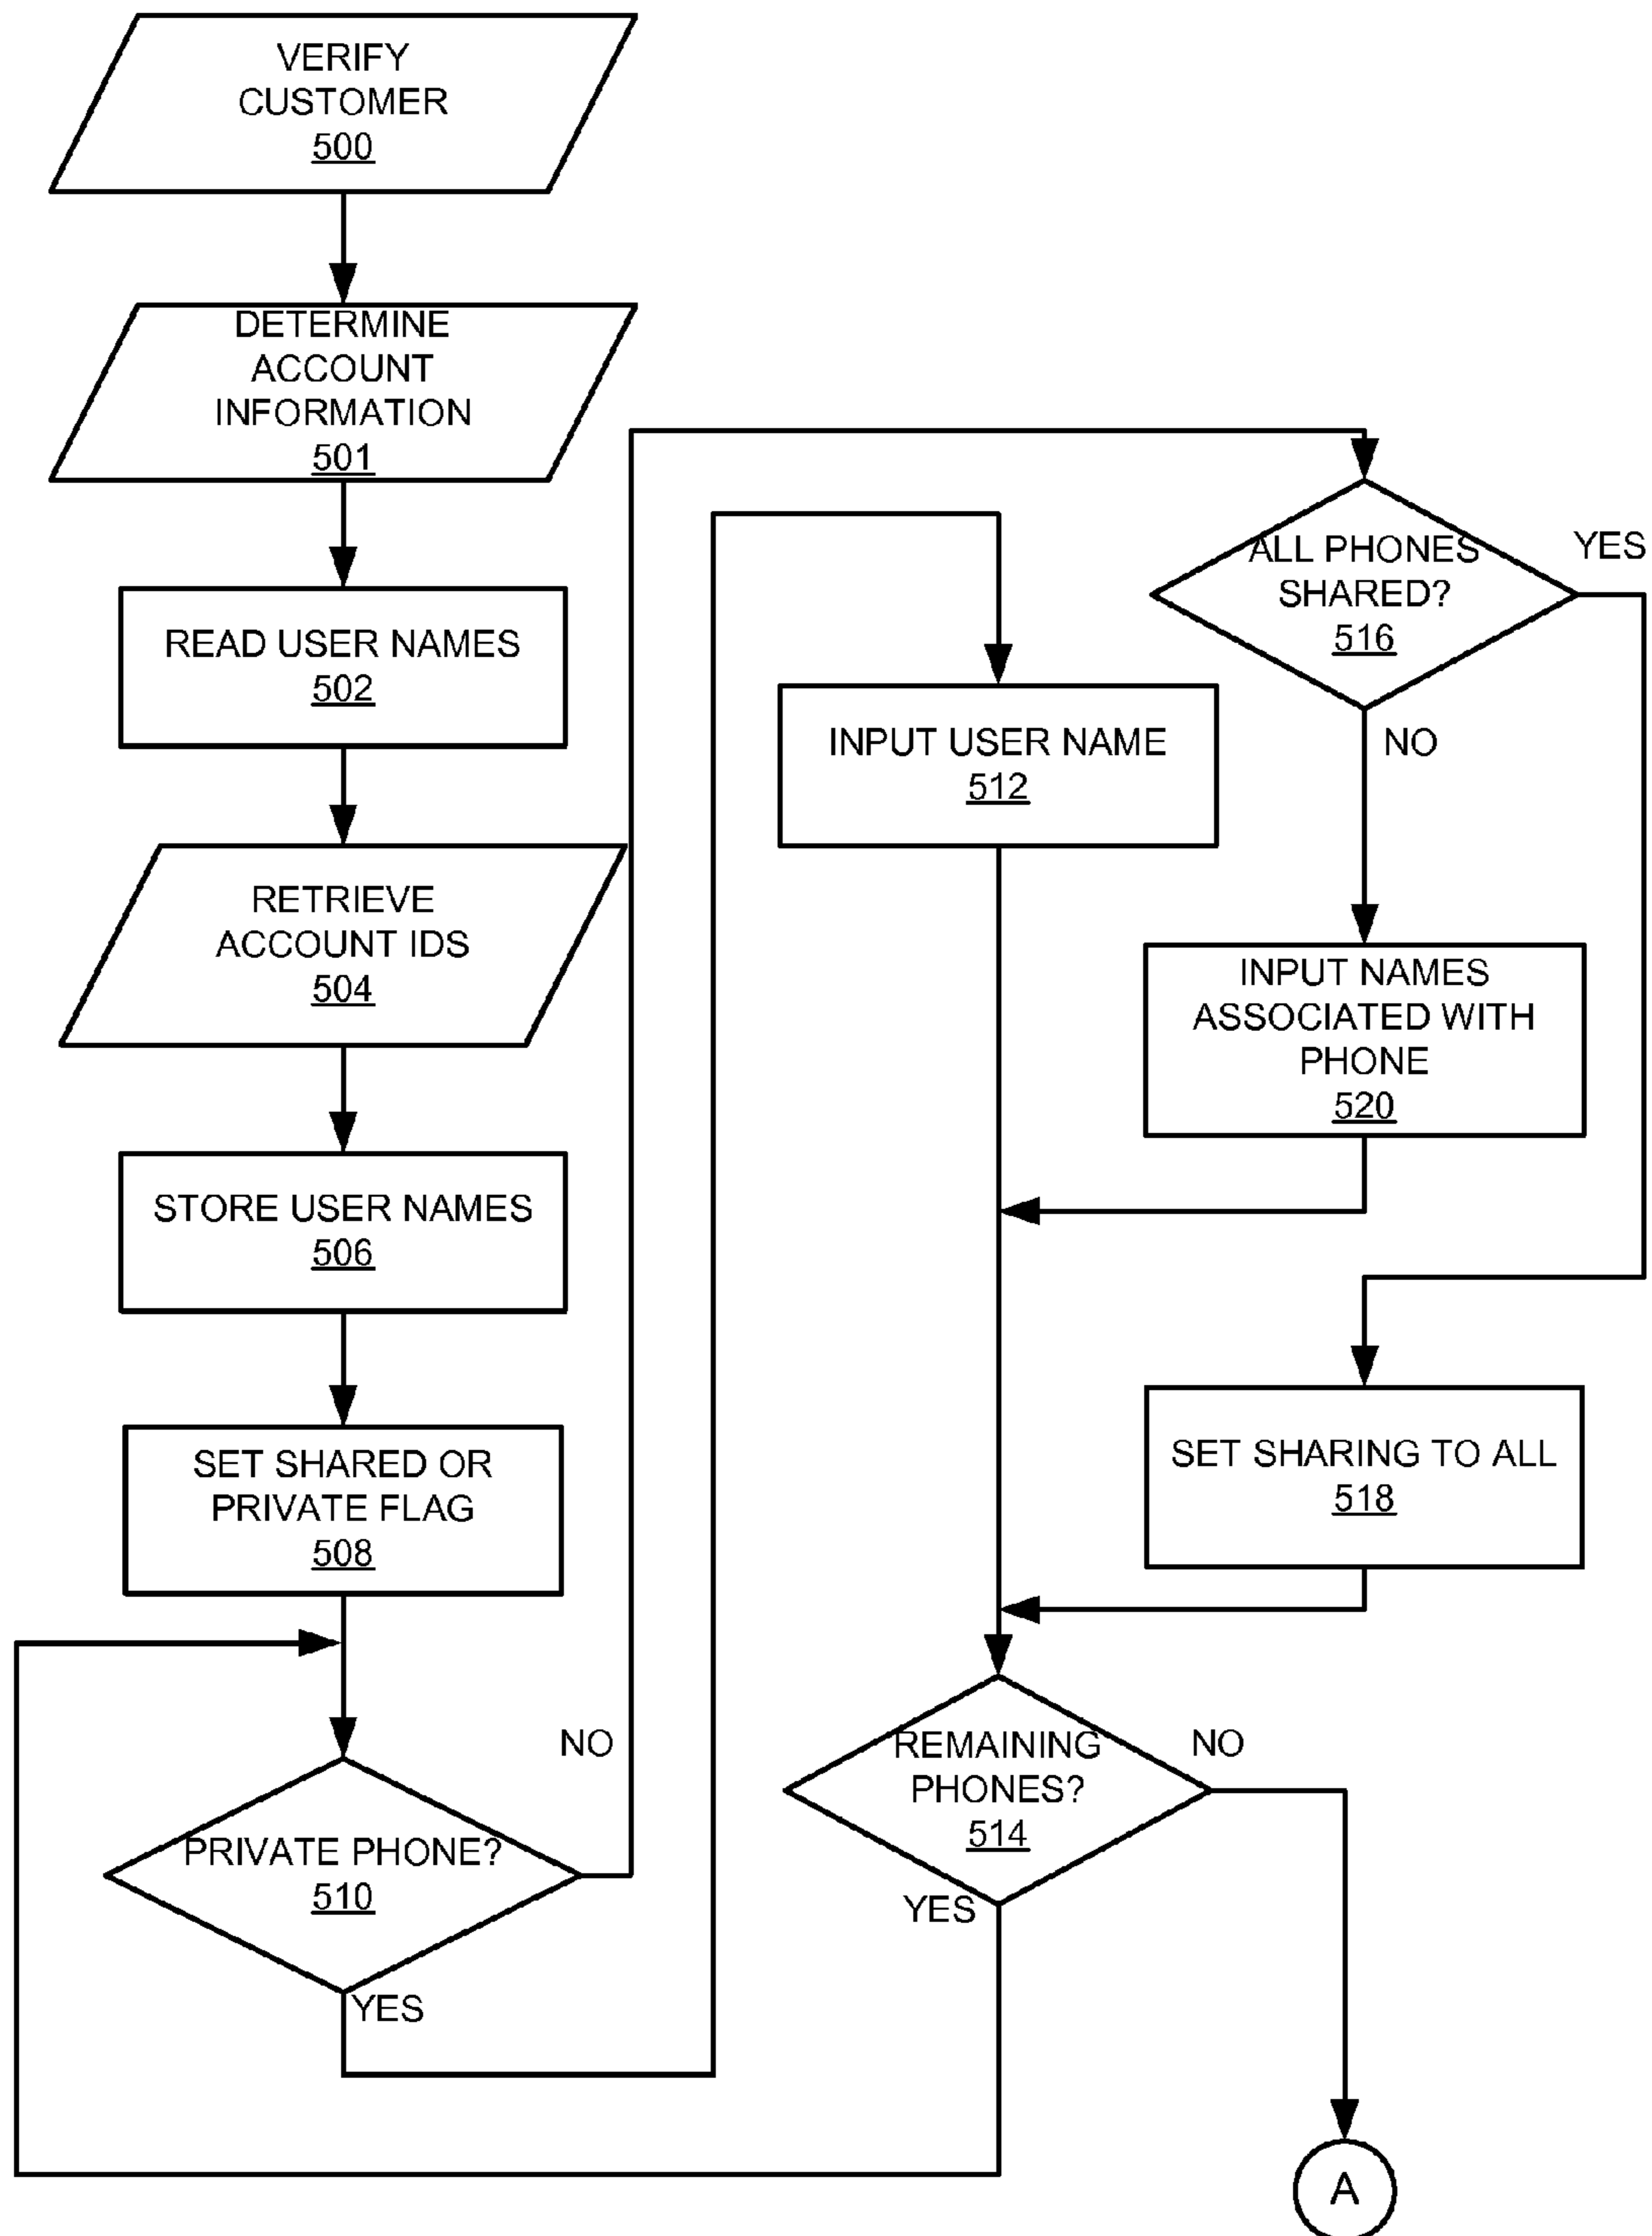 VERIFY
CUSTOMER
500
DETERMINE
ACCOUNT
INFORMATION
501
READ USER NAMES
502
RETRIEVE
ACCOUNT IDS
504
STORE USER NAMES
506
SET SHARED OR
PRIVATE FLAG
508
NO
PRIVATE PHONE?
510
YES
INPUT USER NAME
512
ALL PHONES
SHARED?
516
YES
NO
INPUT NAMES
ASSOCIATED WITH
PHONE
520
SET SHARING TO ALL
518
REMAINING
PHONES?
514
NO
YES
A